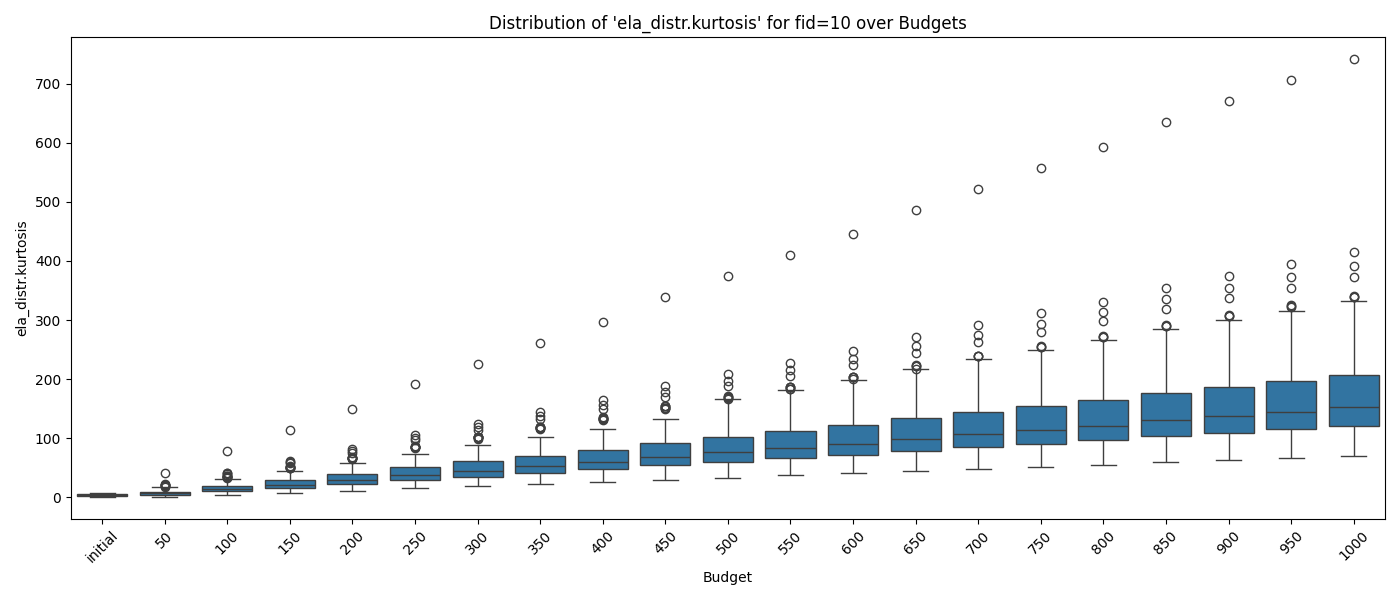 Distribution of 'ela_distr.kurtosis' for fid=10 over Budgets
ela_distr.kurtosis
700
600
500
400
300
200
100
0
initial 50 100 150 200 250 300 350 400 450 500 550 600 650 700 750 800 850 900 950 1000
Budget